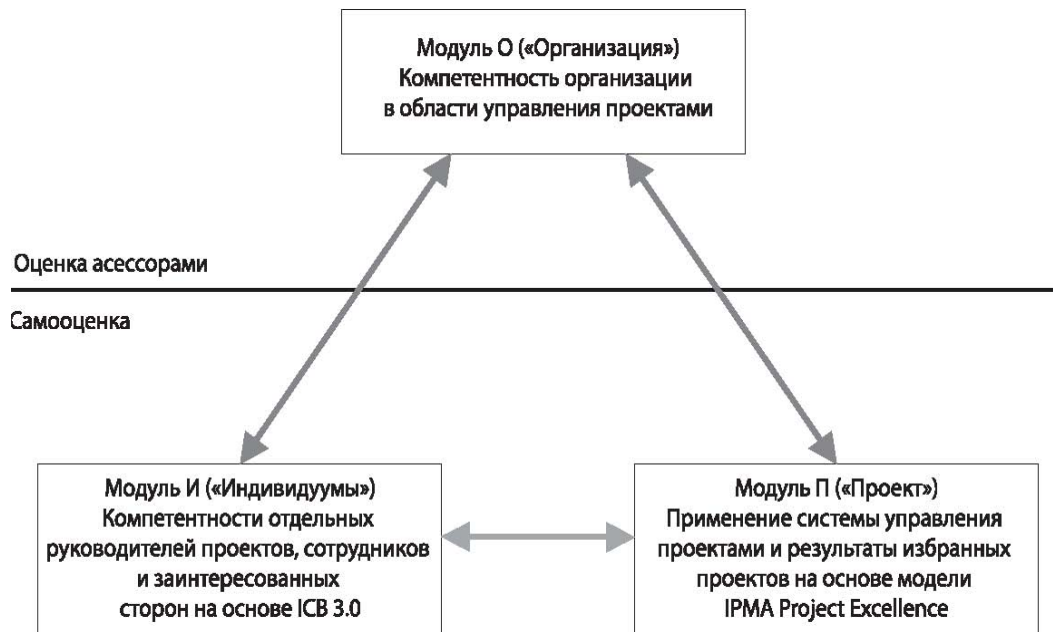 Модуль О («Организация»)
Компетентность организации
в области управления проектами
Оценка асессорами
Самооценка
Модуль И («Индивидуумы»)
Компетентности отдельных
руководителей проектов, сотрудников
и заинтересованных
сторон на основе ICB 3.0
Модуль П («Проект»)
Применение системы управления
проектами и результаты избранных
проектов на основе модели
IPMA Project Excellence